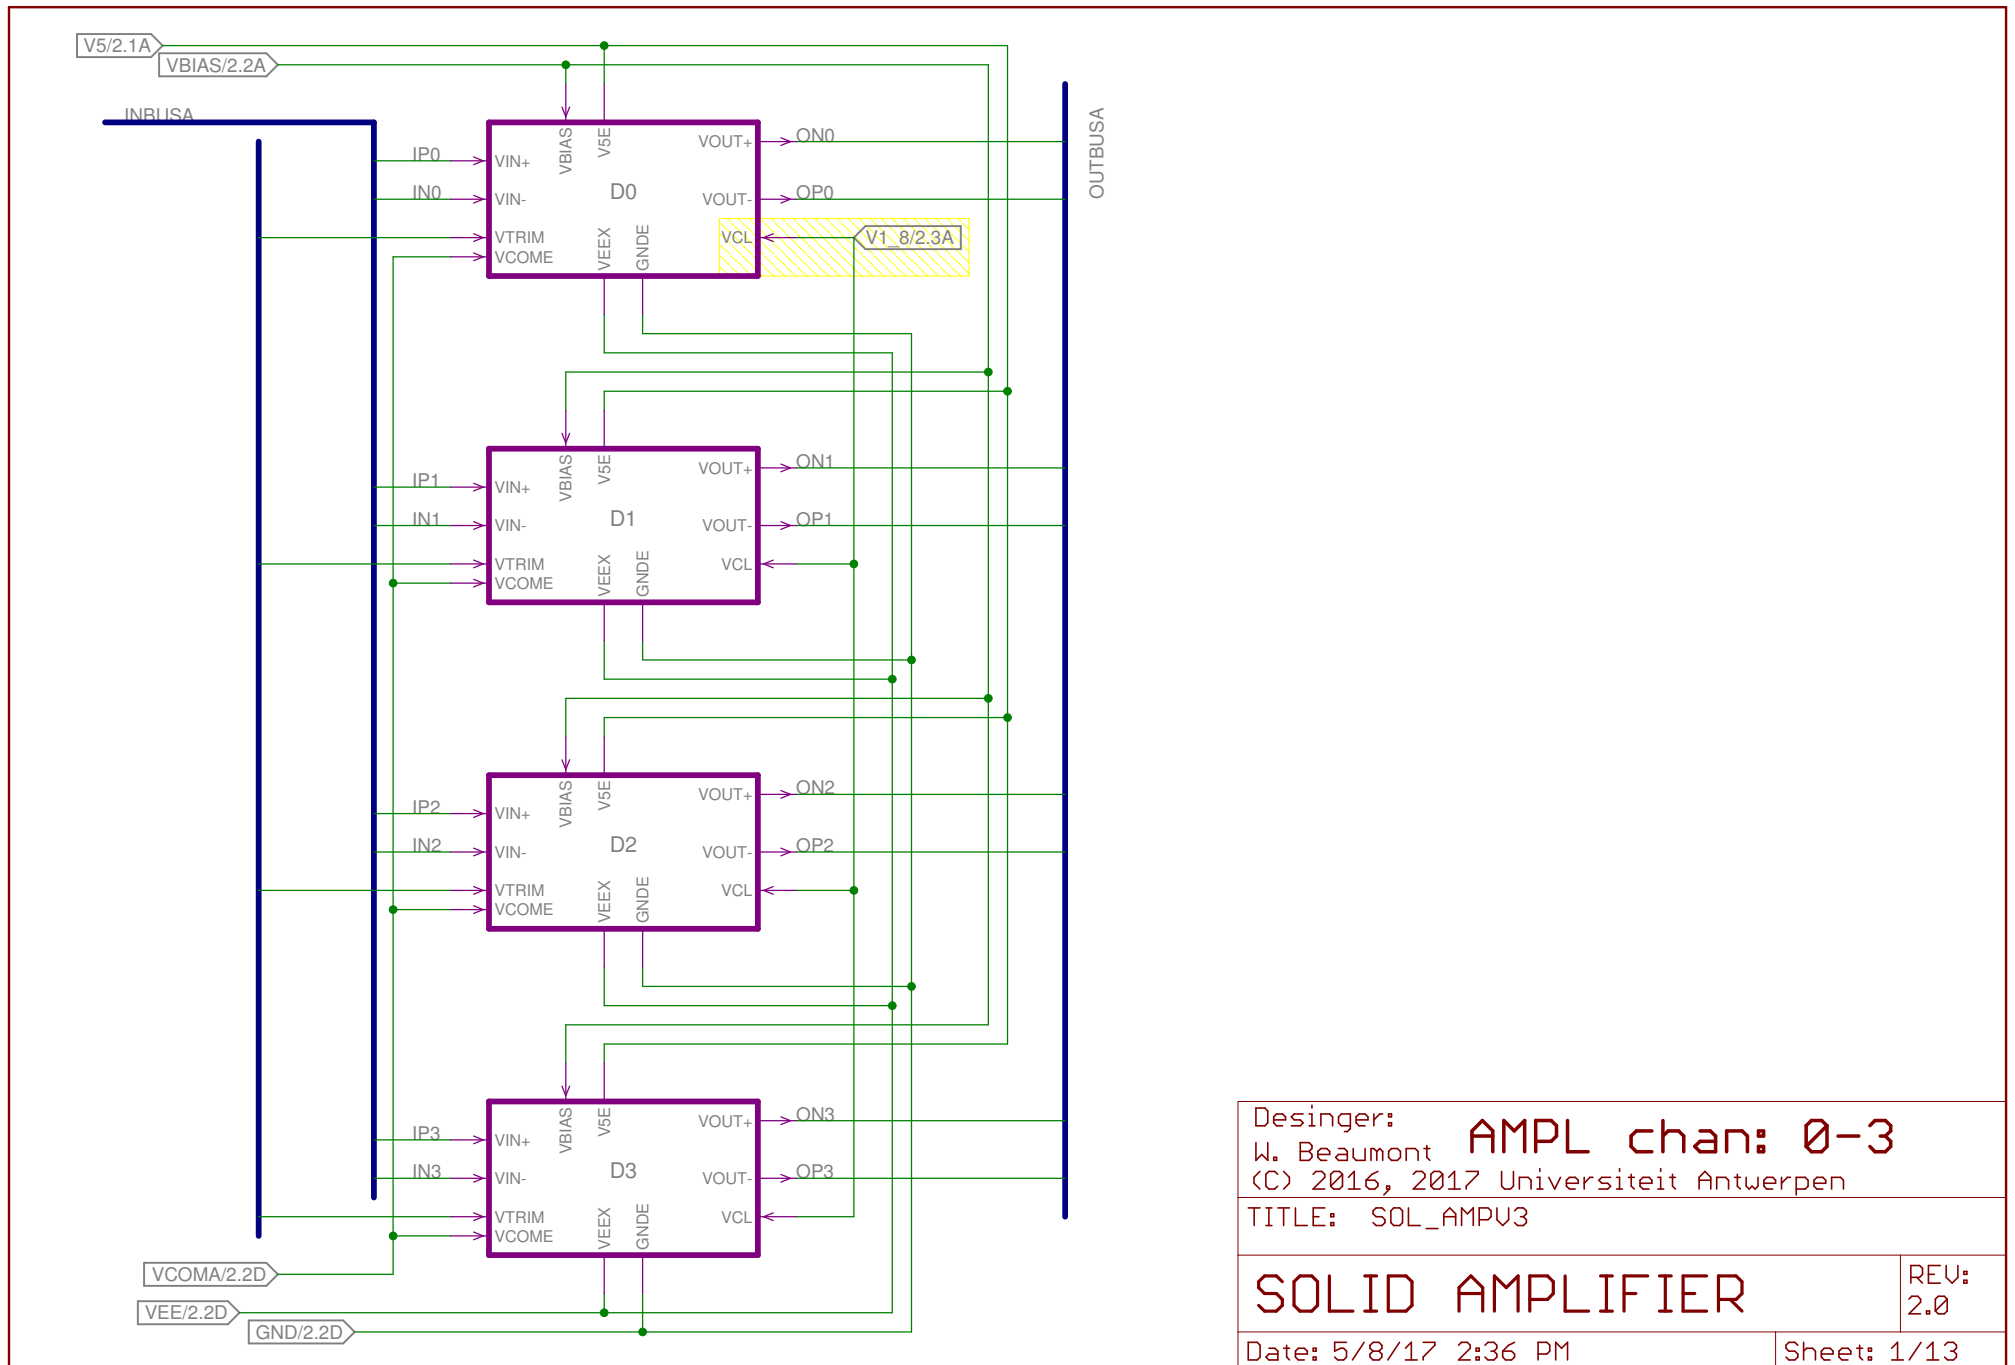 V5/2.1A
VBIAS/2.2A
INBUSA
OUTBUSA
IP0
IN0
VIN+
VIN-
VTRIM
VCOME
VBIAS
V5E
D0
VEEX
GNDE
VOUT+
VOUT-
VCL
ON0
OP0
V1_8/2.3A
IP1
IN1
VIN+
VIN-
VTRIM
VCOME
VBIAS
V5E
D1
VEEX
GNDE
VOUT+
VOUT-
VCL
ON1
OP1
IP2
IN2
VIN+
VIN-
VTRIM
VCOME
VBIAS
V5E
D2
VEEX
GNDE
VOUT+
VOUT-
VCL
ON2
OP2
IP3
IN3
VIN+
VIN-
VTRIM
VCOME
VBIAS
V5E
D3
VEEX
GNDE
VOUT+
VOUT-
VCL
ON3
OP3
VCOMA/2.2D
VEE/2.2D
GND/2.2D
Desinger:
W. Beaumont
AMPL chan: 0-3
(C) 2016, 2017 Universiteit Antwerpen
TITLE: SOL_AMPV3
SOLID AMPLIFIER
REV:
2.0
Date: 5/8/17 2:36 PM
Sheet: 1/13